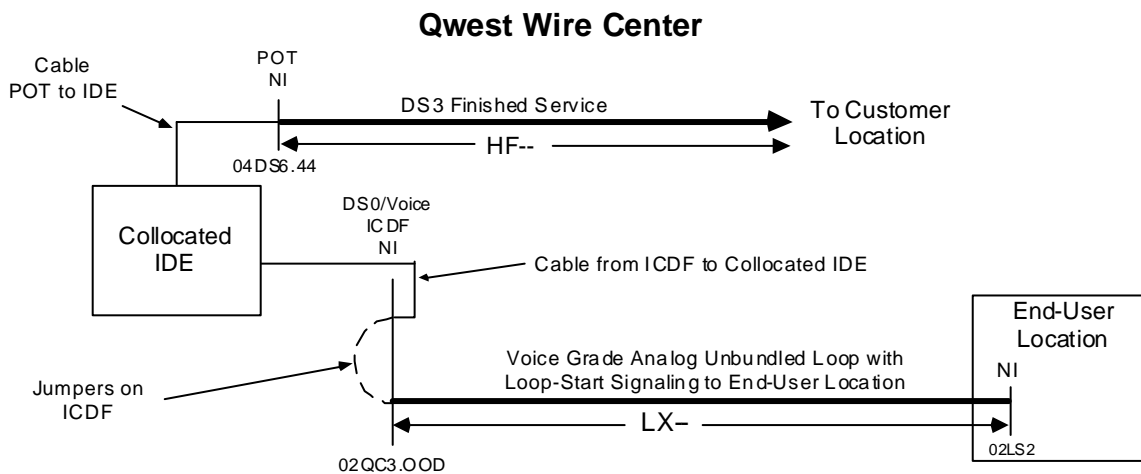 Qwest Wire Center
Cable
POT to IDE
POT
NI
DS3 Finished Service
To Customer
Location
HF--
04DS6.44
Collocated
IDE
DS0/Voice
ICDF
NI
Cable from ICDF to Collocated IDE
End-User
Location
Jumpers on
ICDF
Voice Grade Analog Unbundled Loop with
Loop-Start Signaling to End-User Location
NI
LX–
02QC3.OOD
02LS2